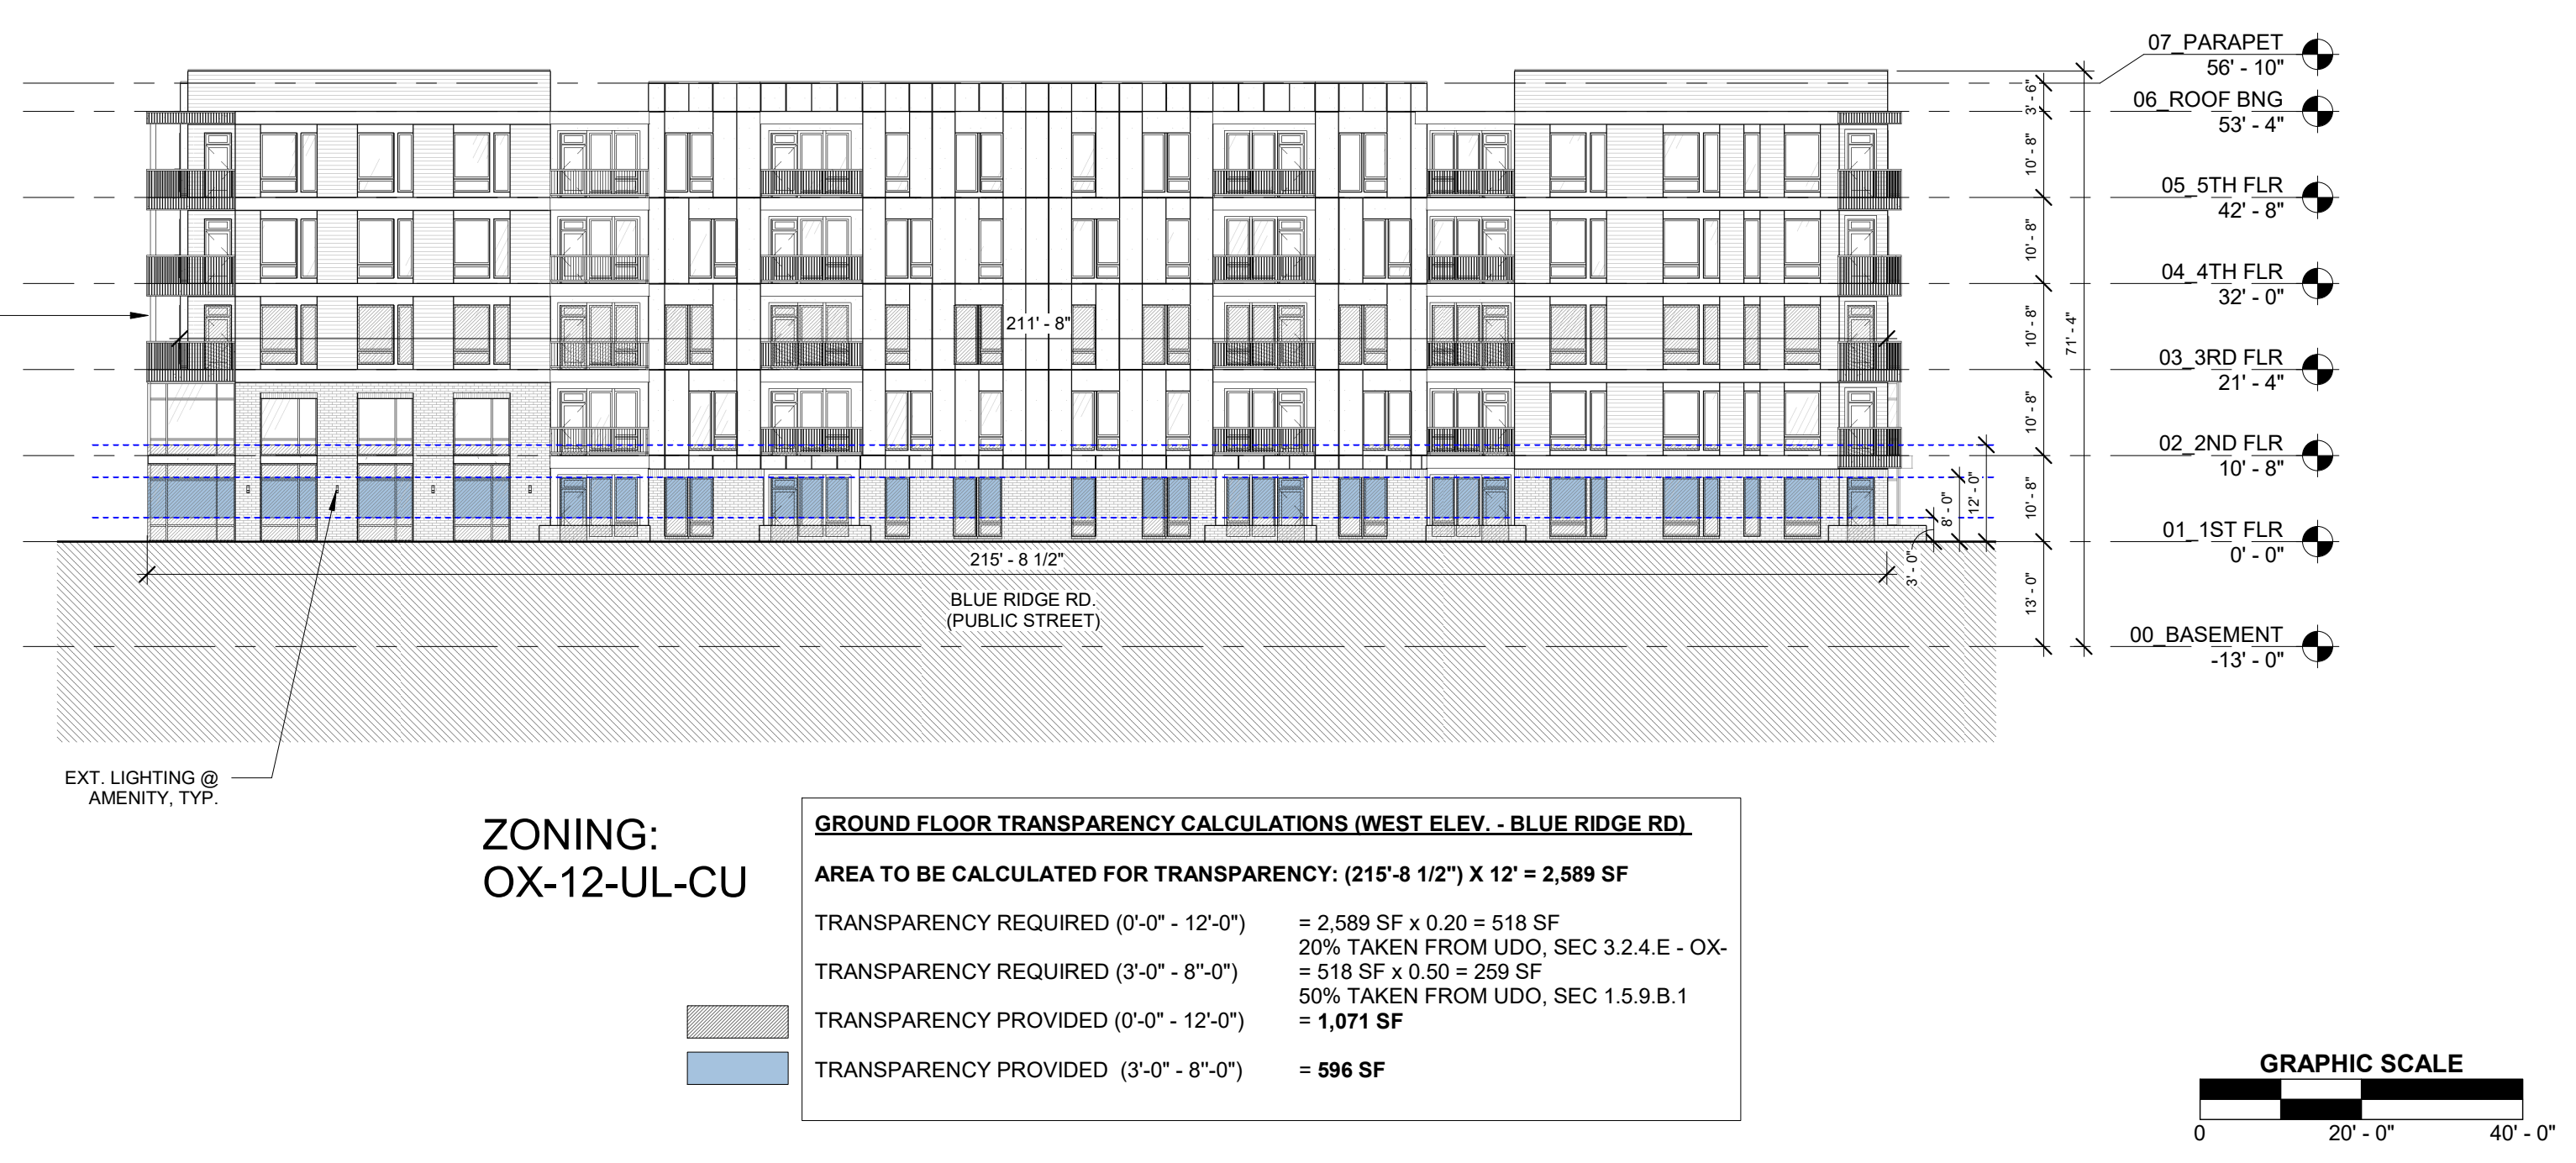 07_PARAPET
56' - 10"
06_ROOF BNG
53' - 4"
05_5TH FLR
42' - 8"
04_4TH FLR
32' - 0"
03_3RD FLR
21' - 4"
02_2ND FLR
10' - 8"
01_1ST FLR
0' - 0"
00_BASEMENT
-13' - 0"
3' - 6"
10' - 8"
10' - 8"
10' - 8"
10' - 8"
10' - 8"
13' - 0"
71' - 4"
8' - 0"
12' - 0"
3' - 0"
211' - 8"
215' - 8 1/2"
BLUE RIDGE RD.
(PUBLIC STREET)
EXT. LIGHTING @
AMENITY, TYP.
ZONING:
OX-12-UL-CU
GROUND FLOOR TRANSPARENCY CALCULATIONS (WEST ELEV. - BLUE RIDGE RD)
AREA TO BE CALCULATED FOR TRANSPARENCY: (215'-8 1/2") X 12' = 2,589 SF
TRANSPARENCY REQUIRED (0'-0" - 12'-0") = 2,589 SF x 0.20 = 518 SF
20% TAKEN FROM UDO, SEC 3.2.4.E - OX-
TRANSPARENCY REQUIRED (3'-0" - 8"-0") = 518 SF x 0.50 = 259 SF
50% TAKEN FROM UDO, SEC 1.5.9.B.1
TRANSPARENCY PROVIDED (0'-0" - 12'-0") = 1,071 SF
TRANSPARENCY PROVIDED (3'-0" - 8"-0") = 596 SF
GRAPHIC SCALE
0 20' - 0" 40' - 0"